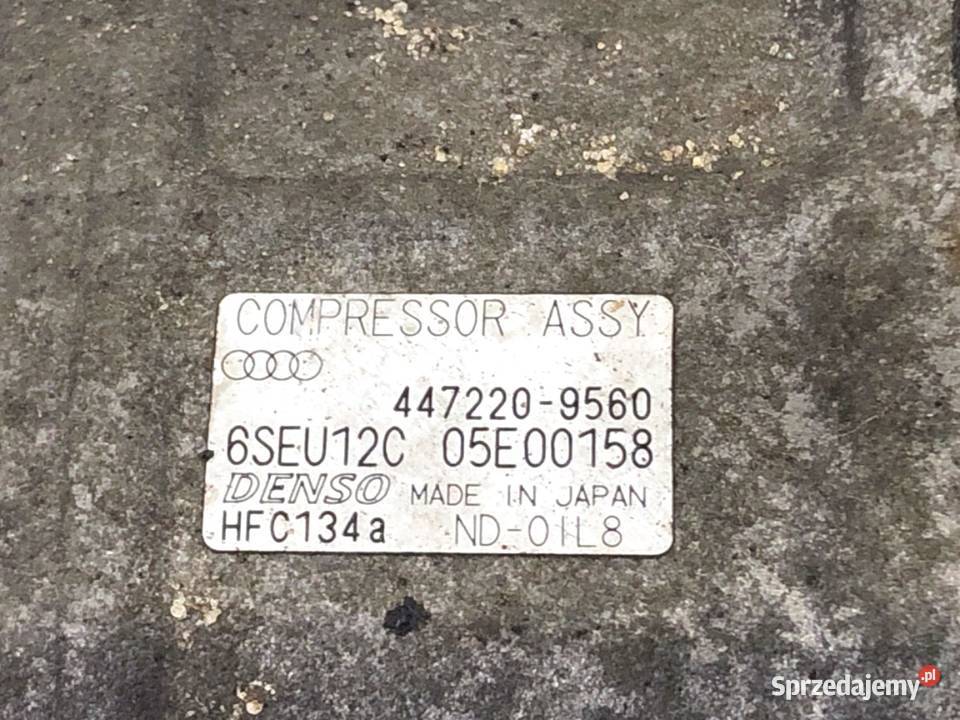 COMPRESSOR ASSY
447220-9560
6SEU12C 05E00158
DENSO MADE IN JAPAN
HFC134a ND-OIL8
Sprzedajemy.pl